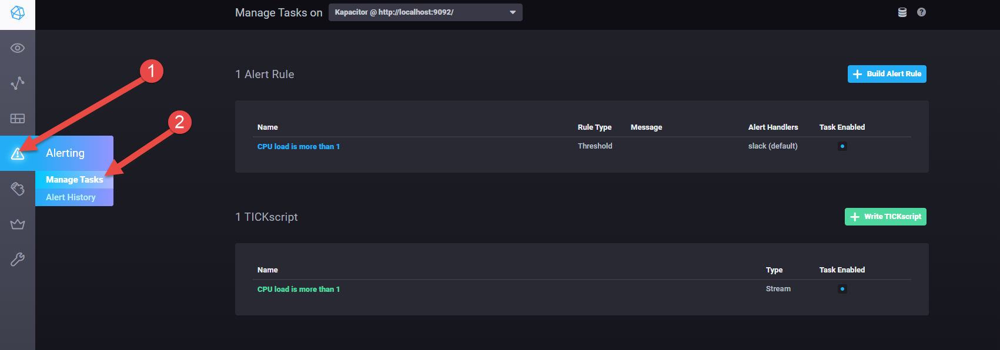 Manage Tasks on Kapacitor @ http://localhost:9092/ ?
1
1 Alert Rule + Build Alert Rule
2
Name Rule Type Message Alert Handlers Task Enabled
CPU load is more than 1 Threshold slack (default)
Alerting
Manage Tasks
Alert History
1 TICKscript + Write TICKscript
Name Type Task Enabled
CPU load is more than 1 Stream